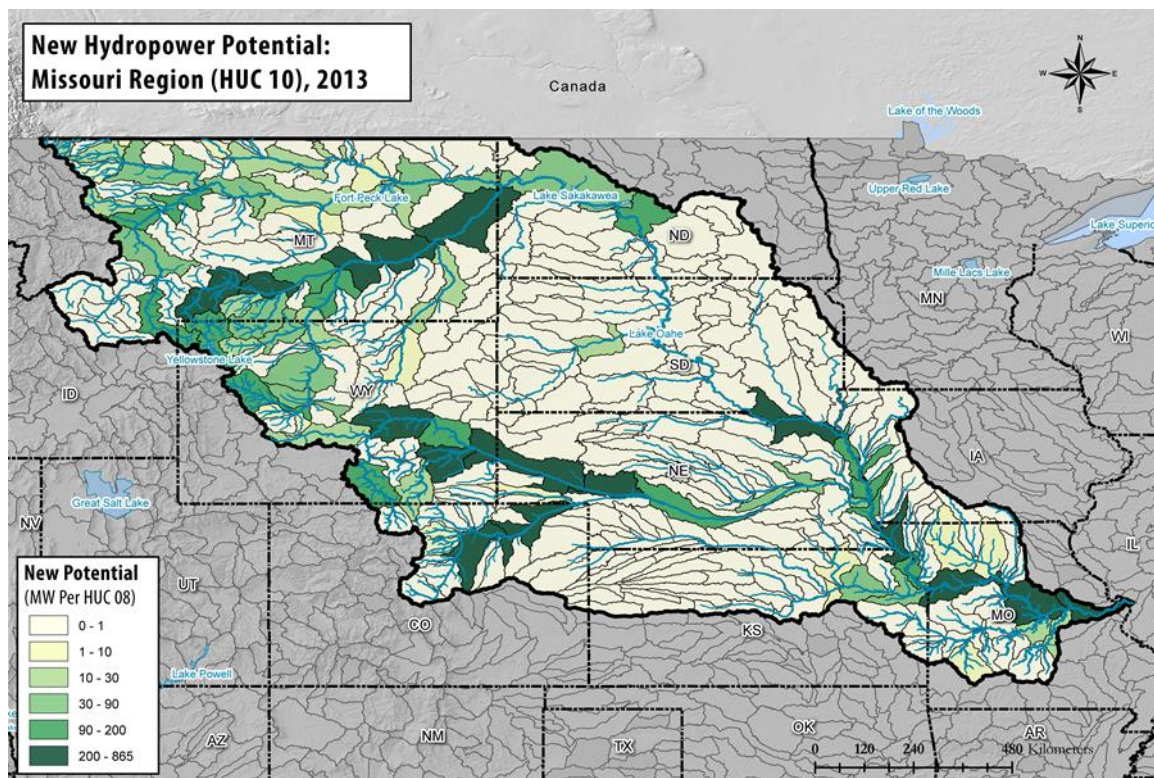 New Hydropower Potential:
Missouri Region (HUC 10), 2013
Canada
N
W E
S
Lake of the Woods
Upper Red Lake
Lake Superio
Fort Peck Lake
Lake Sakakawea
MT
ND
Mille Lacs Lake
MN
WI
Lake Oahe
Yellowstone Lake
SD
ID
WY
IA
NE
Great Salt Lake
NV
IL
UT
MO
CO
KS
Lake Powell
AZ
NM
TX
OK
AR
New Potential
(MW Per HUC 08)
0 - 1
1 - 10
10 - 30
30 - 90
90 - 200
200 - 865
0 120 240 480 Kilometers